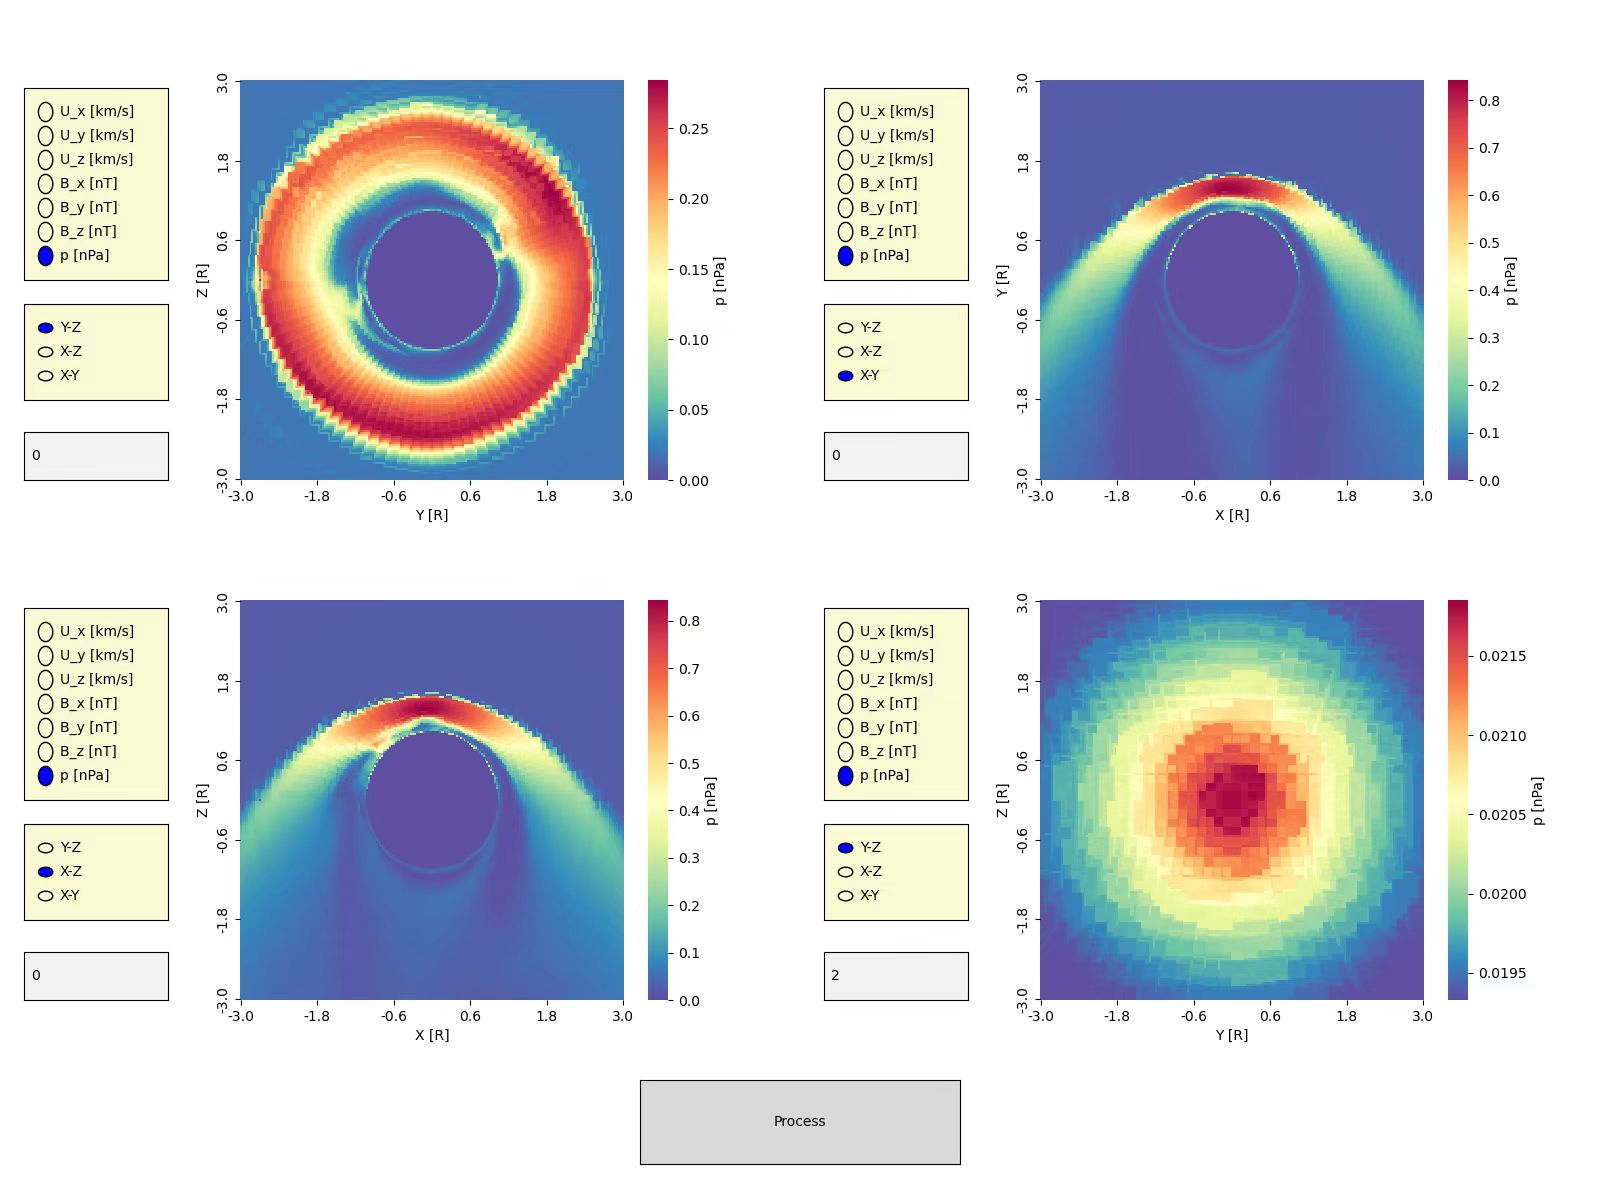 U_x [km/s]
U_y [km/s]
U_z [km/s]
B_x [nT]
B_y [nT]
B_z [nT]
p [nPa]
Y-Z
X-Z
X-Y
0
Z [R]
3.0
1.8
0.6
-0.6
-1.8
-3.0
-3.0 -1.8 -0.6 0.6 1.8 3.0
Y [R]
0.25
0.20
0.15
0.10
0.05
0.00
p [nPa]
U_x [km/s]
U_y [km/s]
U_z [km/s]
B_x [nT]
B_y [nT]
B_z [nT]
p [nPa]
Y-Z
X-Z
X-Y
0
Y [R]
3.0
1.8
0.6
-0.6
-1.8
-3.0
-3.0 -1.8 -0.6 0.6 1.8 3.0
X [R]
0.8
0.7
0.6
0.5
0.4
0.3
0.2
0.1
0.0
p [nPa]
U_x [km/s]
U_y [km/s]
U_z [km/s]
B_x [nT]
B_y [nT]
B_z [nT]
p [nPa]
Y-Z
X-Z
X-Y
0
Z [R]
3.0
1.8
0.6
-0.6
-1.8
-3.0
-3.0 -1.8 -0.6 0.6 1.8 3.0
X [R]
0.8
0.7
0.6
0.5
0.4
0.3
0.2
0.1
0.0
p [nPa]
U_x [km/s]
U_y [km/s]
U_z [km/s]
B_x [nT]
B_y [nT]
B_z [nT]
p [nPa]
Y-Z
X-Z
X-Y
2
Z [R]
3.0
1.8
0.6
-0.6
-1.8
-3.0
-3.0 -1.8 -0.6 0.6 1.8 3.0
Y [R]
0.0215
0.0210
0.0205
0.0200
0.0195
p [nPa]
Process